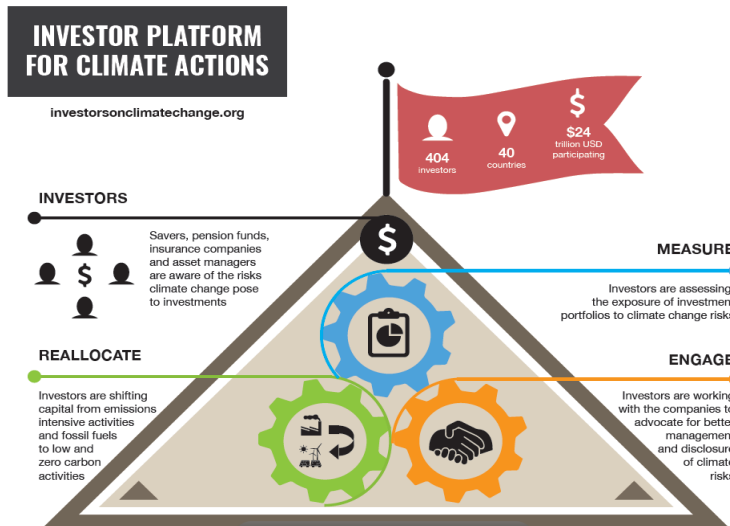 INVESTOR PLATFORM
FOR CLIMATE ACTIONS
investorsonclimatechange.org
404
investors
40
countries
$
$24
trillion USD
participating
INVESTORS
$
Savers, pension funds,
insurance companies
and asset managers
are aware of the risks
climate change pose
to investments
$
MEASURE
Investors are assessing
the exposure of investmen
portfolios to climate change risks
REALLOCATE
Investors are shifting
capital from emissions
intensive activities
and fossil fuels
to low and
zero carbon
activities
ENGAGE
Investors are working
with the companies to
advocate for bette
managemen
and disclosure
of climate
risks